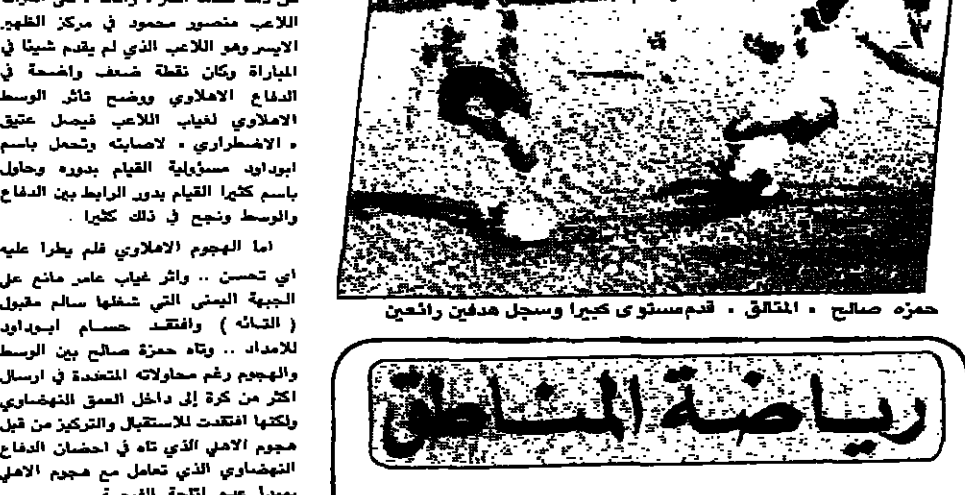 اللاعب منصور محمود في مركز الظهير
الايسر وهو اللاعب الذي لم يقدم شيئا في
المباراة وكان نقطة ضعف واضحة في
الدفاع الاهلاوي ووضح تاثر الوسط
الاهلاوي لغياب اللاعب فيصل عتيق
« الاضطراري » لاصابته وتحمل باسم
ابوداود مسؤولية القيام بدوره وحاول
باسم كثيرا القيام بدور الرابط بين الدفاع
والوسط ونجح في ذلك كثيرا .
اما الهجوم الاهلاوي فلم يطرا عليه
اي تحسن .. واثر غياب عامر مانع على
الجبهة اليمنى التي شغلها سالم مقبول
( التائه ) وافتقد حسام ابوداود
للامداد .. وتاه حمزة صالح بين الوسط
والهجوم رغم محاولاته المتعددة في ارسال
اكثر من كرة إلى داخل العمق النهضاوي
ولكنها افتقدت للاستقبال والتركيز من قبل
هجوم الاهلي الذي تاه في احضان الدفاع
النهضاوي الذي تعامل مع هجوم الاهلي
حمزه صالح « المتالق » قدم مستوى كبيرا وسجل هدفين رائعين
رياضة المناطق